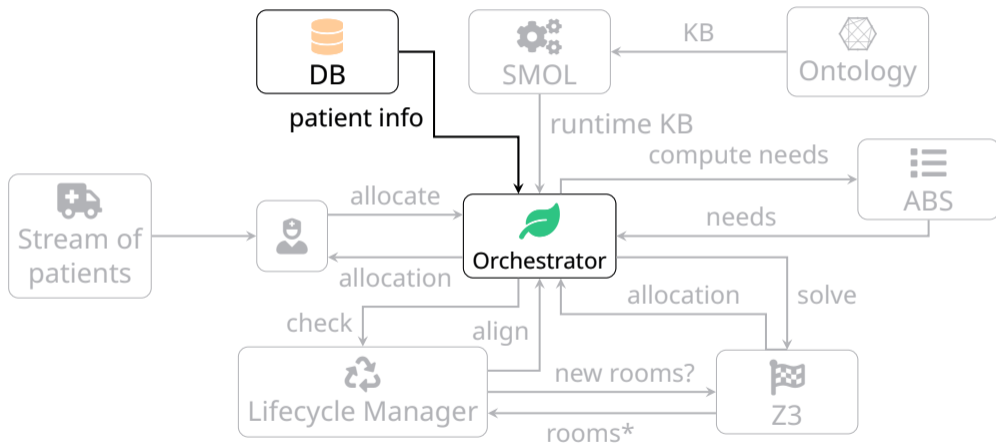 DB
SMOL
KB
Ontology
patient info
runtime KB
compute needs
ABS
Stream of
patients
allocate
needs
Orchestrator
allocation
allocation
solve
check
align
Lifecycle Manager
new rooms?
Z3
rooms*